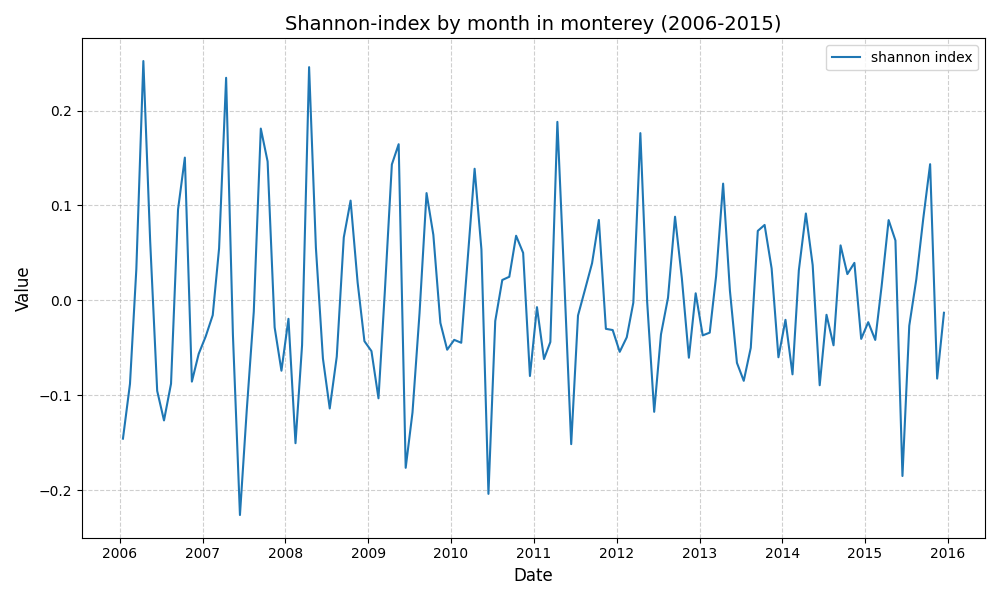 Shannon-index by month in monterey (2006-2015)
shannon index
Value
0.2
0.1
0.0
−0.1
−0.2
2006 2007 2008 2009 2010 2011 2012 2013 2014 2015 2016
Date